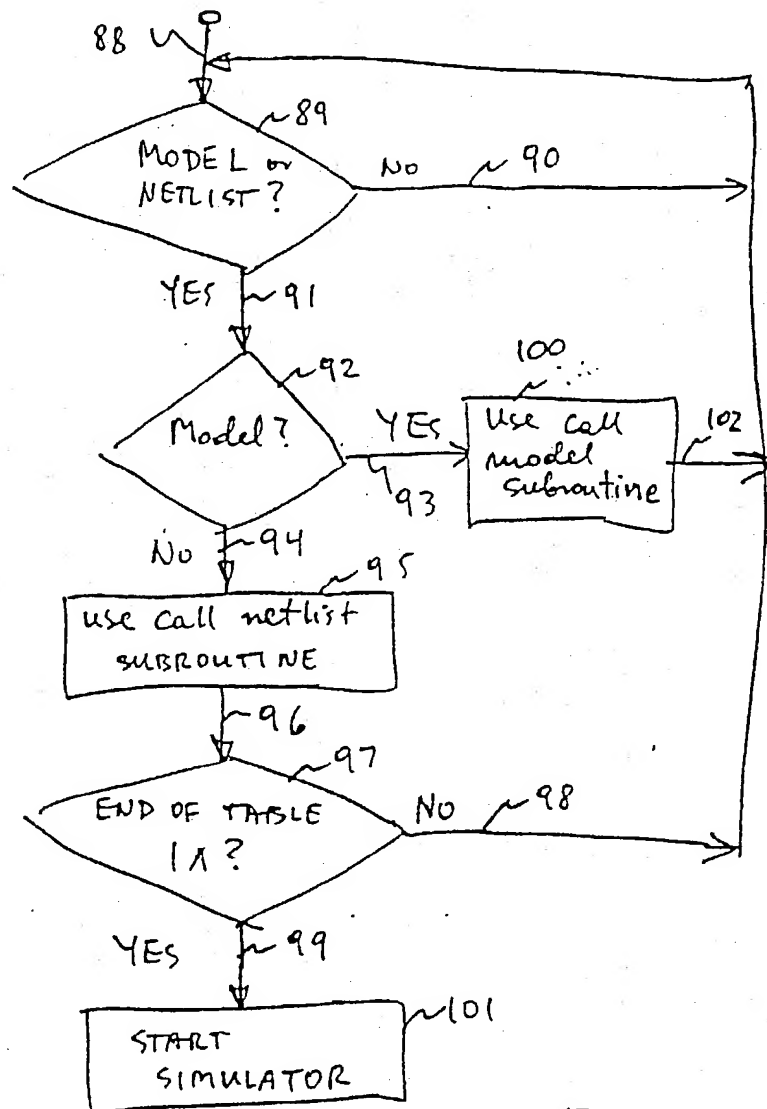 88
89
MODEL or
NETLIST?
NO
90
YES
91
92
Model?
YES
93
100
Use call
model
subroutine
102
NO
94
95
use call netlist
SUBROUTINE
96
97
END OF TABLE
NO
98
YES
99
101
START
SIMULATOR